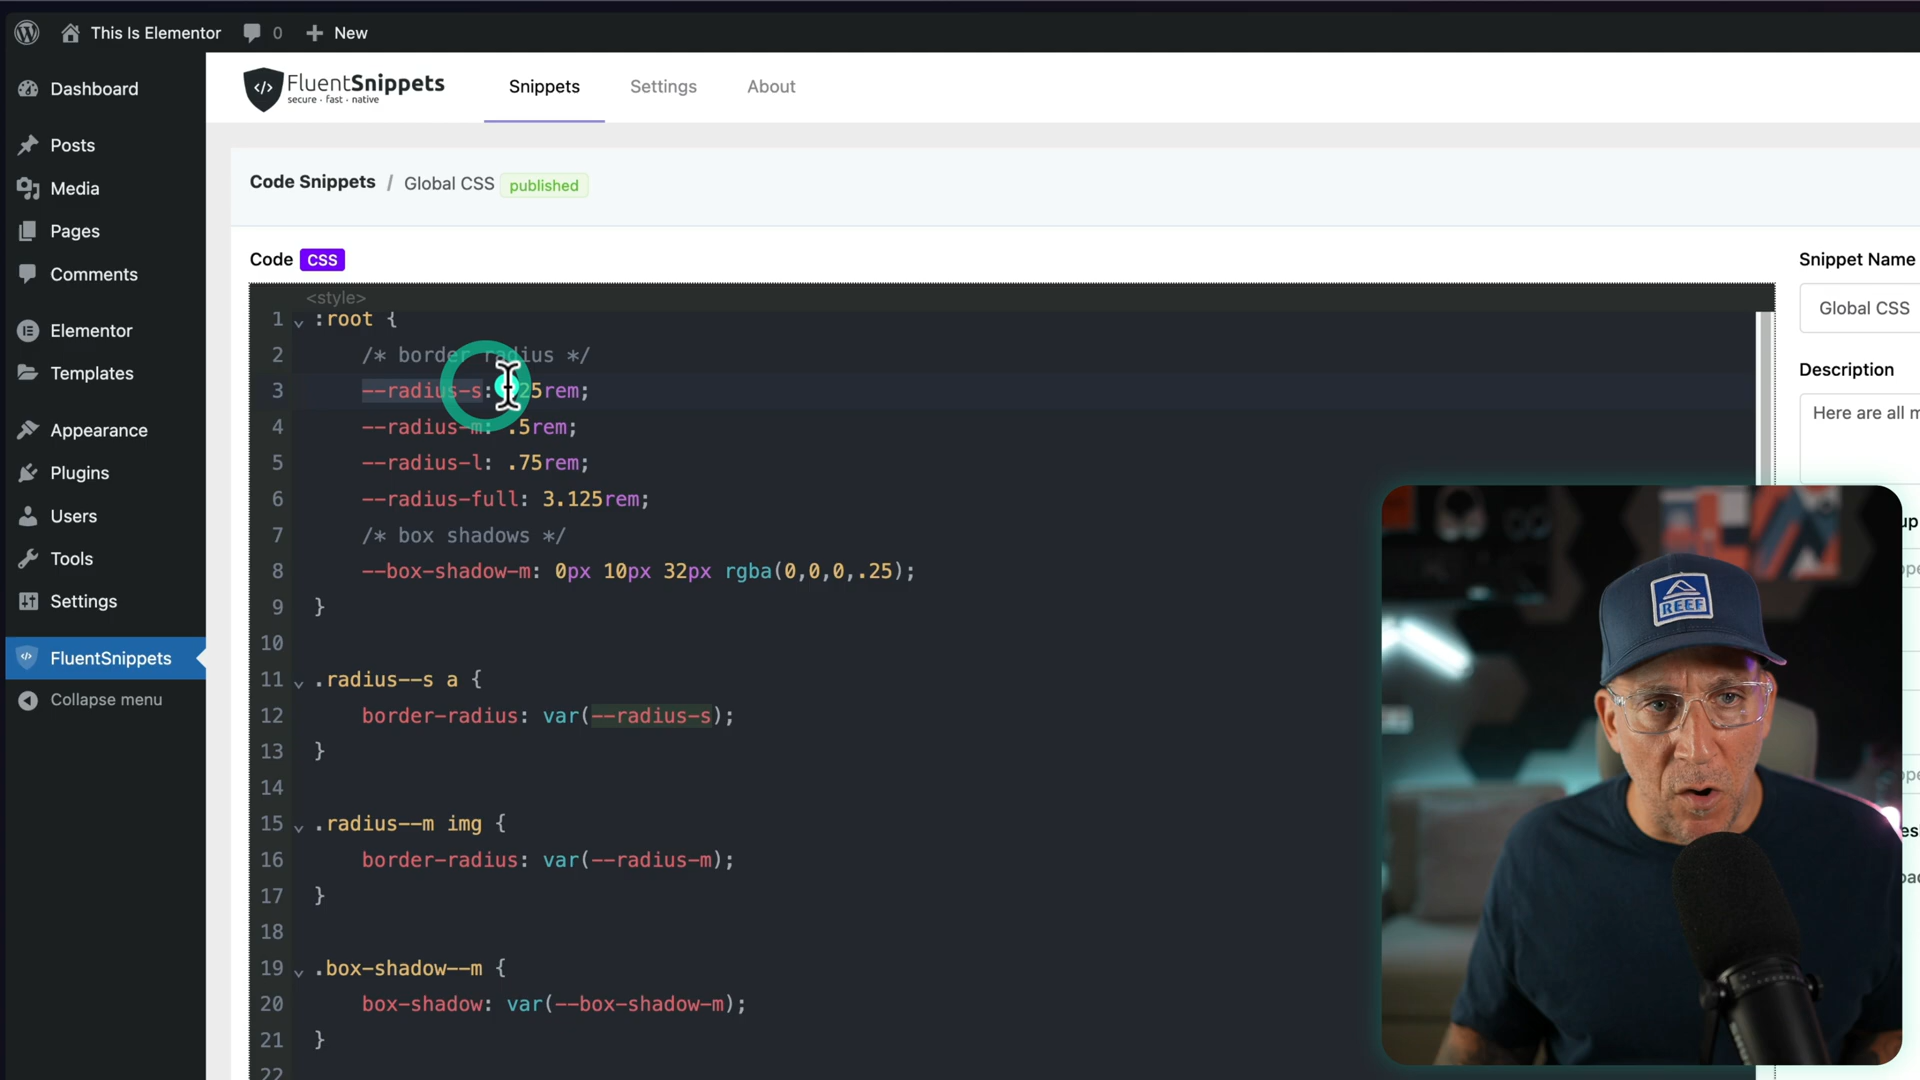 This Is Elementor 0 New
Dashboard
Posts
Media
Pages
Comments
Elementor
Templates
Appearance
Plugins
Users
Tools
Settings
FluentSnippets
Collapse menu
FluentSnippets
secure · fast · native
Snippets Settings About
Code Snippets / Global CSS published
Code CSS
<style>
1 :root {
2 /* border radius */
3 --radius-s: .25rem;
4 --radius-m: .5rem;
5 --radius-l: .75rem;
6 --radius-full: 3.125rem;
7 /* box shadows */
8 --box-shadow-m: 0px 10px 32px rgba(0,0,0,.25);
9 }
10
11 .radius--s a {
12 border-radius: var(--radius-s);
13 }
14
15 .radius--m img {
16 border-radius: var(--radius-m);
17 }
18
19 .box-shadow--m {
20 box-shadow: var(--box-shadow-m);
21 }
22
Snippet Name
Global CSS
Description
Here are all m
REEF